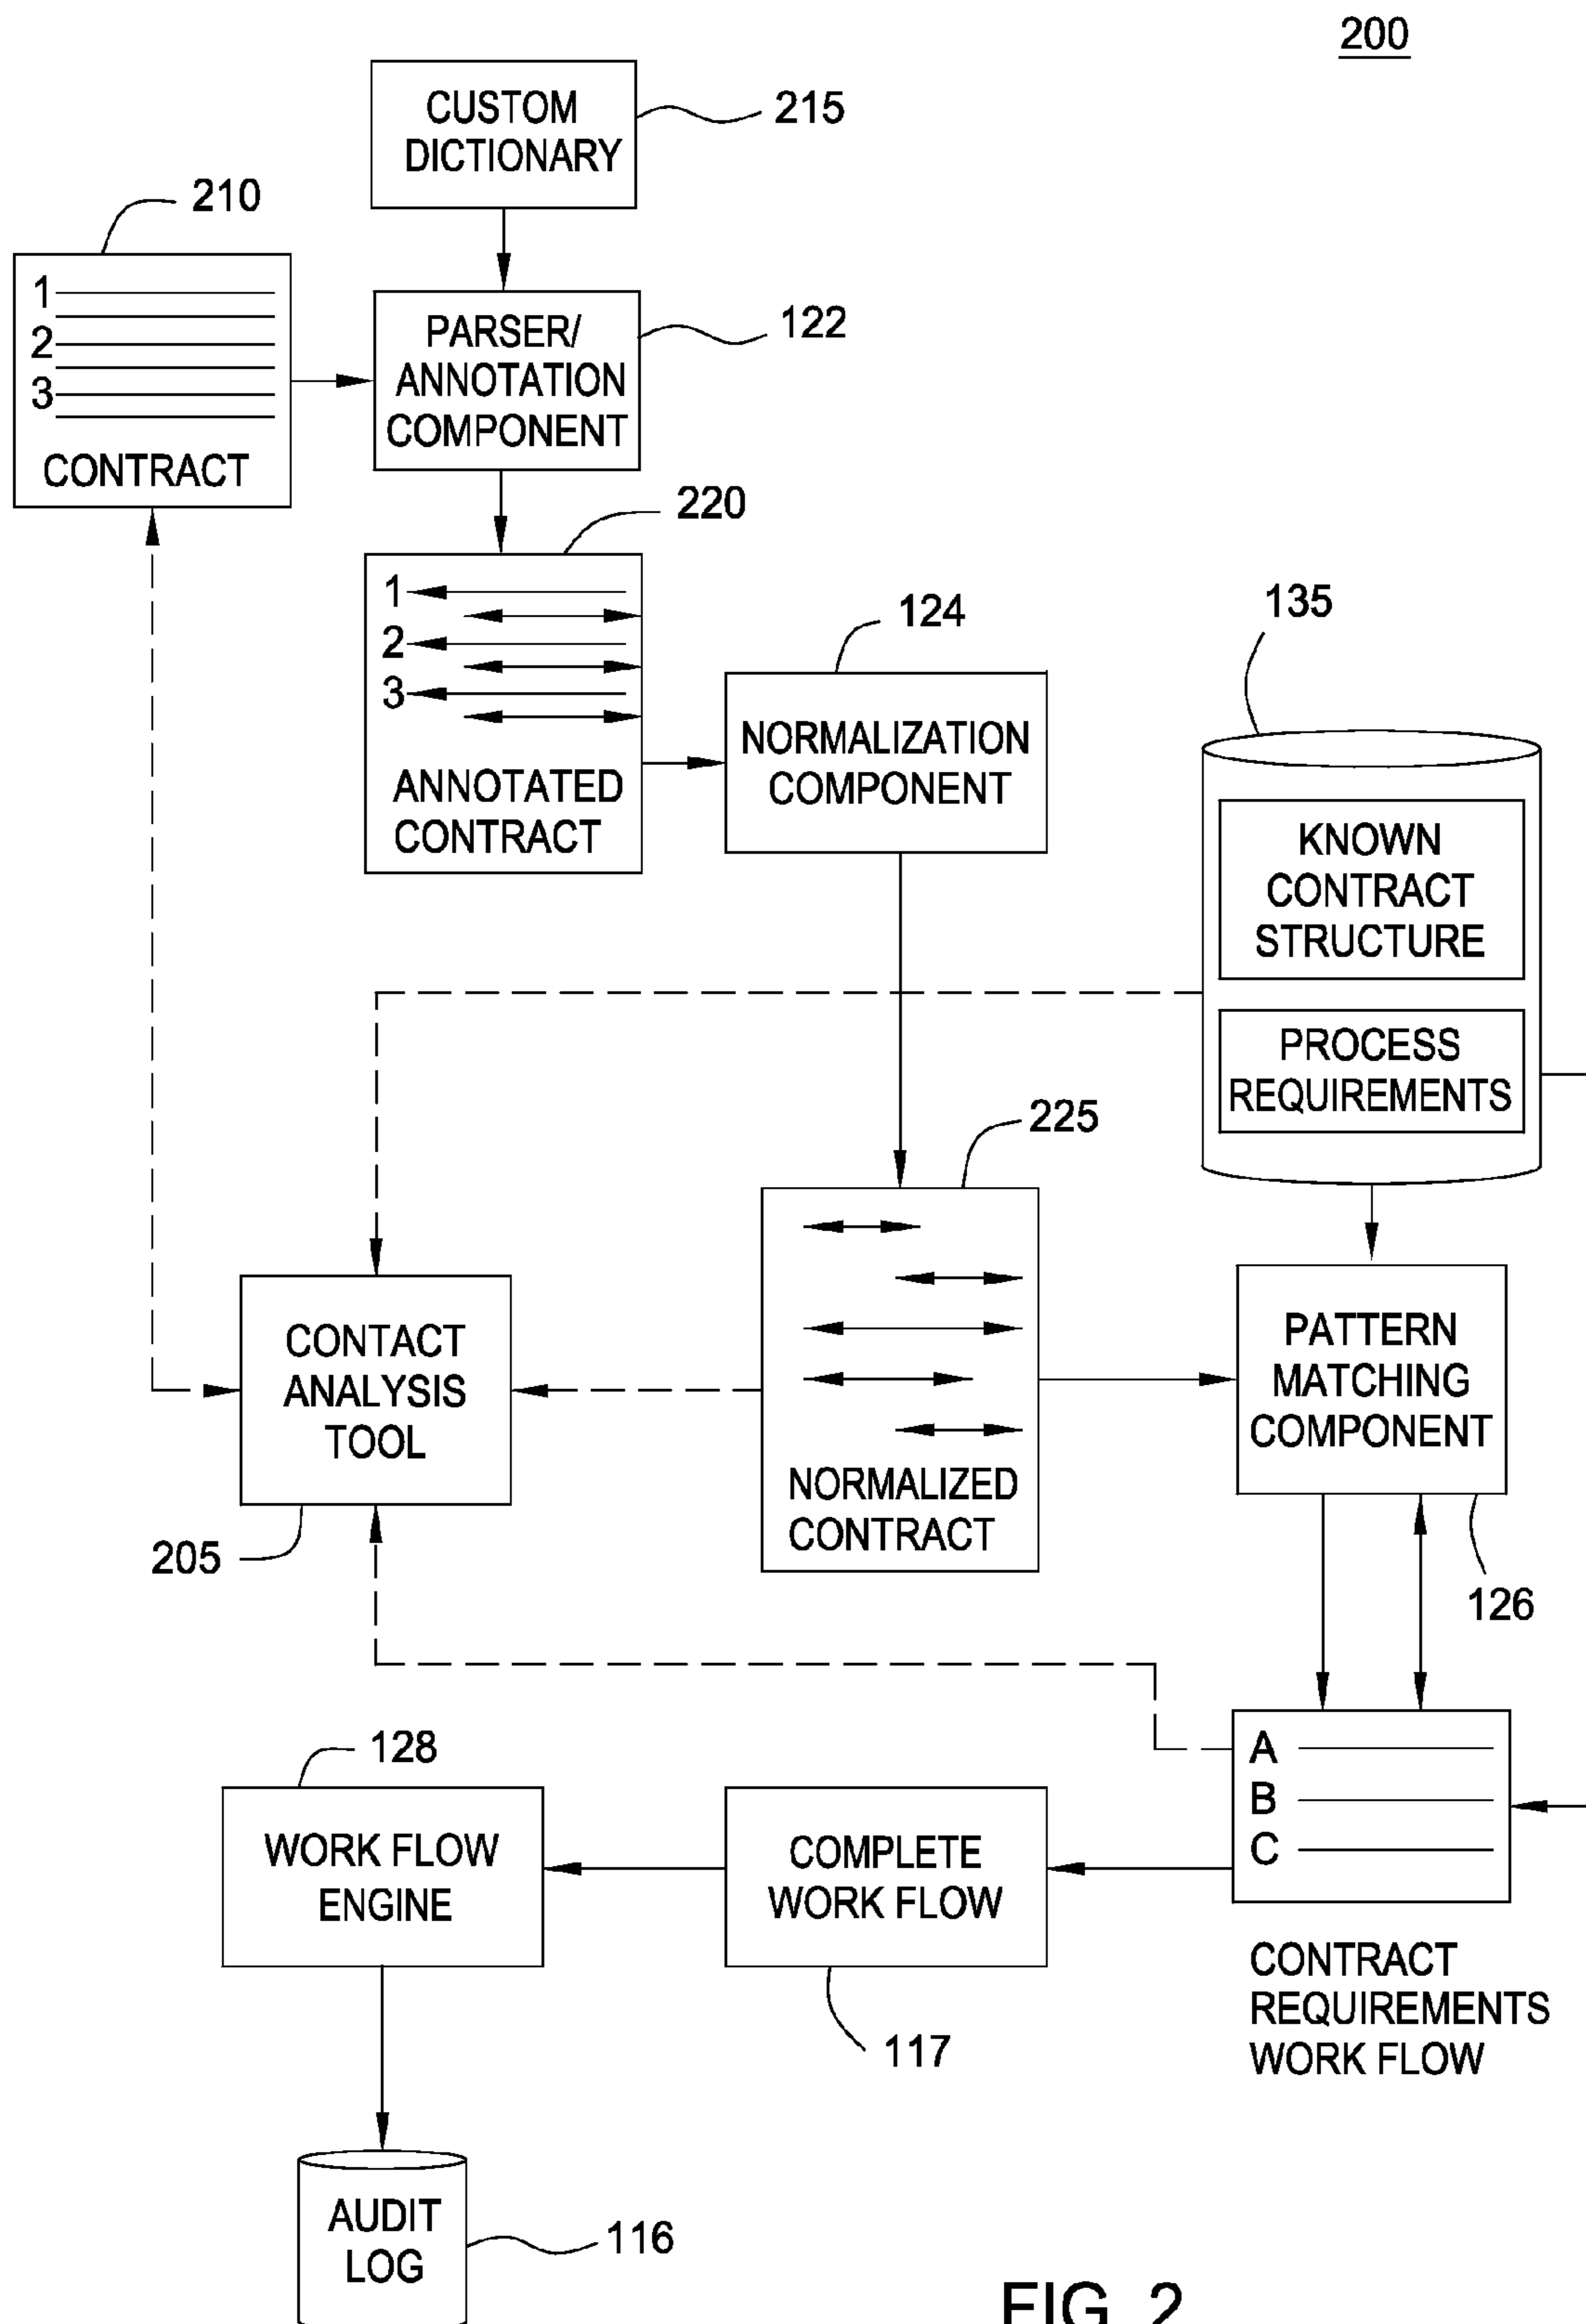 200
CUSTOM
DICTIONARY
215
210
1
2
3
CONTRACT
PARSER/
ANNOTATION
COMPONENT
122
220
1
2
3
ANNOTATED
CONTRACT
124
NORMALIZATION
COMPONENT
135
KNOWN
CONTRACT
STRUCTURE
PROCESS
REQUIREMENTS
225
NORMALIZED
CONTRACT
CONTACT
ANALYSIS
TOOL
205
PATTERN
MATCHING
COMPONENT
126
A
B
C
CONTRACT
REQUIREMENTS
WORK FLOW
128
WORK FLOW
ENGINE
COMPLETE
WORK FLOW
117
AUDIT
LOG
116
FIG. 2